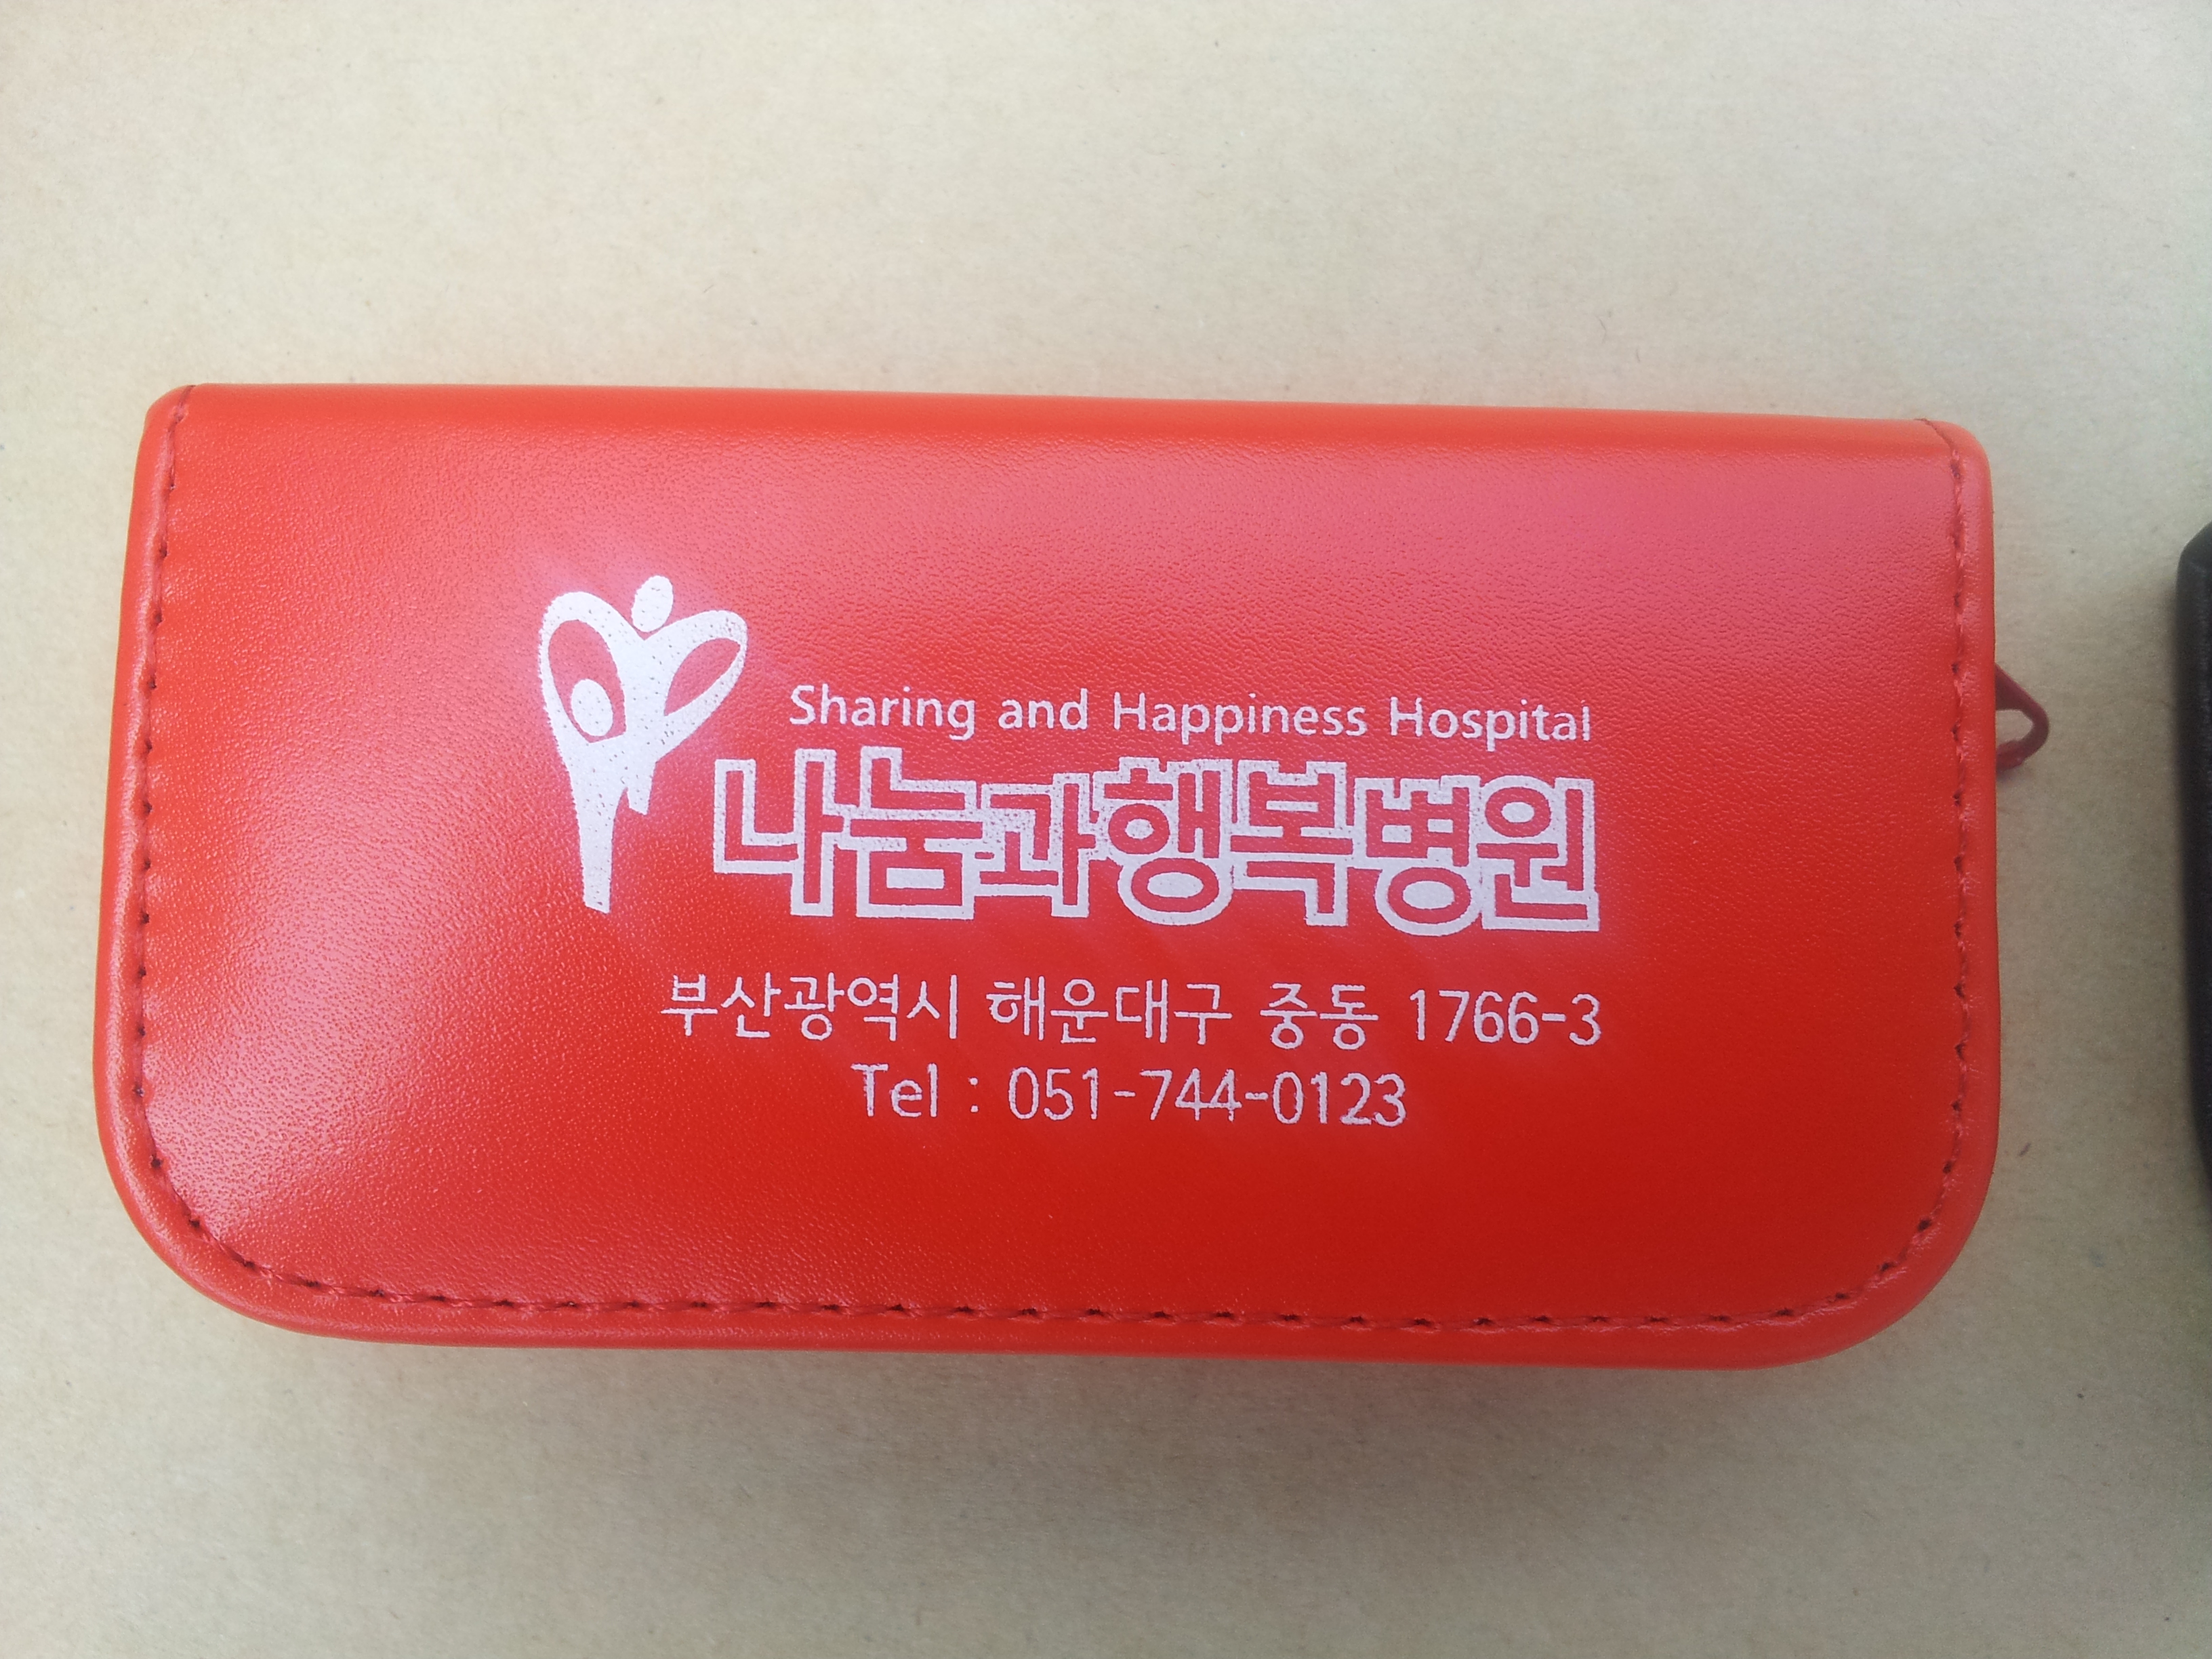 Sharing and Happiness Hospital
나눔과행복병원
부산광역시 해운대구 중동 1766-3
Tel : 051-744-0123